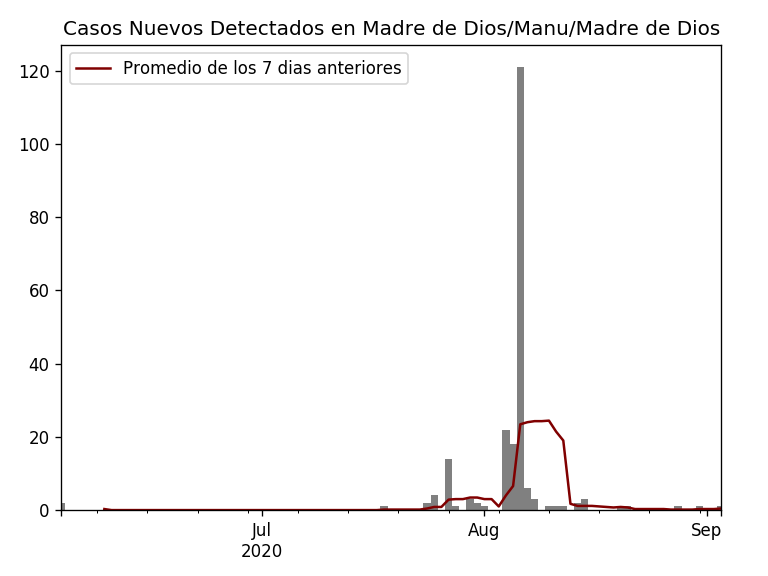 Casos Nuevos Detectados en Madre de Dios/Manu/Madre de Dios
Promedio de los 7 dias anteriores
120
100
80
60
40
20
0
Jul
2020
Aug
Sep